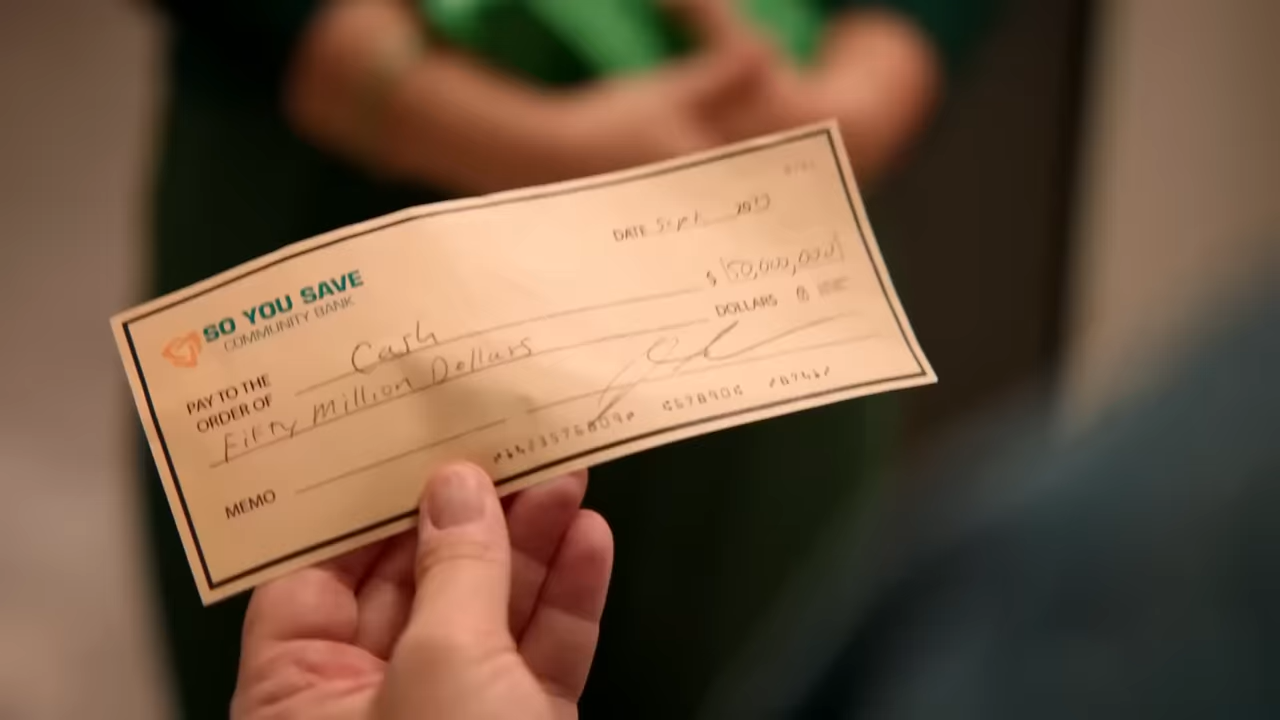 DATE Sept
SO YOU SAVE
COMMUNITY BANK
$ 50,000,000
PAY TO THE
ORDER OF
Cash
Fifty Million Dollars
DOLLARS
MEMO